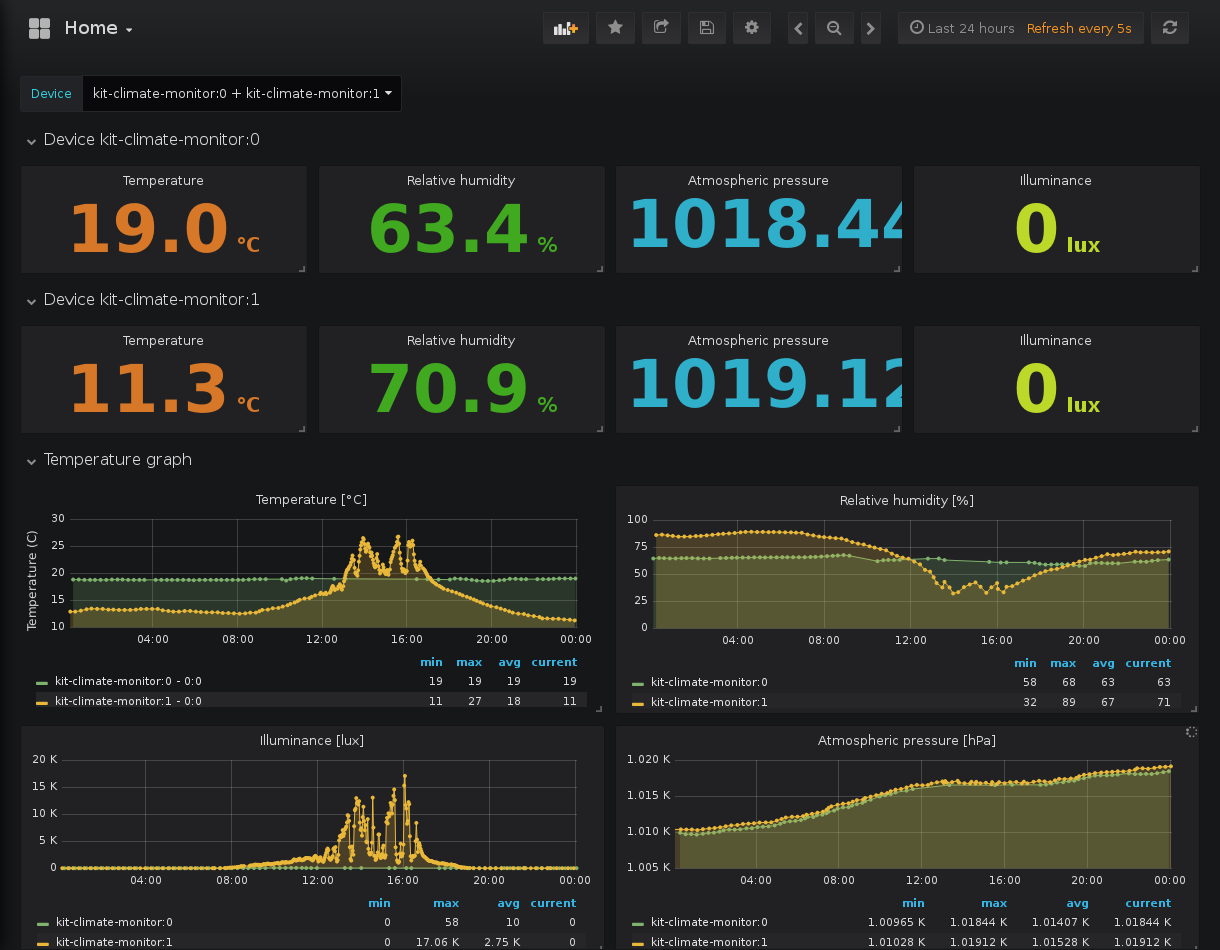 Home
Last 24 hours Refresh every 5s
Device kit-climate-monitor:0 + kit-climate-monitor:1
Device kit-climate-monitor:0
Temperature Relative humidity Atmospheric pressure Illuminance
19.0 °C 63.4 % 1018.44 0 lux
Device kit-climate-monitor:1
Temperature Relative humidity Atmospheric pressure Illuminance
11.3 °C 70.9 % 1019.12 0 lux
Temperature graph
Temperature [°C]
Temperature (C)
30
25
20
15
10
04:00 08:00 12:00 16:00 20:00 00:00
min max avg current
kit-climate-monitor:0 - 0:0 19 19 19 19
kit-climate-monitor:1 - 0:0 11 27 18 11
Relative humidity [%]
100
75
50
25
0
04:00 08:00 12:00 16:00 20:00 00:00
min max avg current
kit-climate-monitor:0 58 68 63 63
kit-climate-monitor:1 32 89 67 71
Illuminance [lux]
20 K
15 K
10 K
5 K
0
04:00 08:00 12:00 16:00 20:00 00:00
min max avg current
kit-climate-monitor:0 0 58 10 0
kit-climate-monitor:1 0 17.06 K 2.75 K 0
Atmospheric pressure [hPa]
1.020 K
1.015 K
1.010 K
1.005 K
04:00 08:00 12:00 16:00 20:00 00:00
min max avg current
kit-climate-monitor:0 1.00965 K 1.01844 K 1.01407 K 1.01844 K
kit-climate-monitor:1 1.01028 K 1.01912 K 1.01528 K 1.01912 K